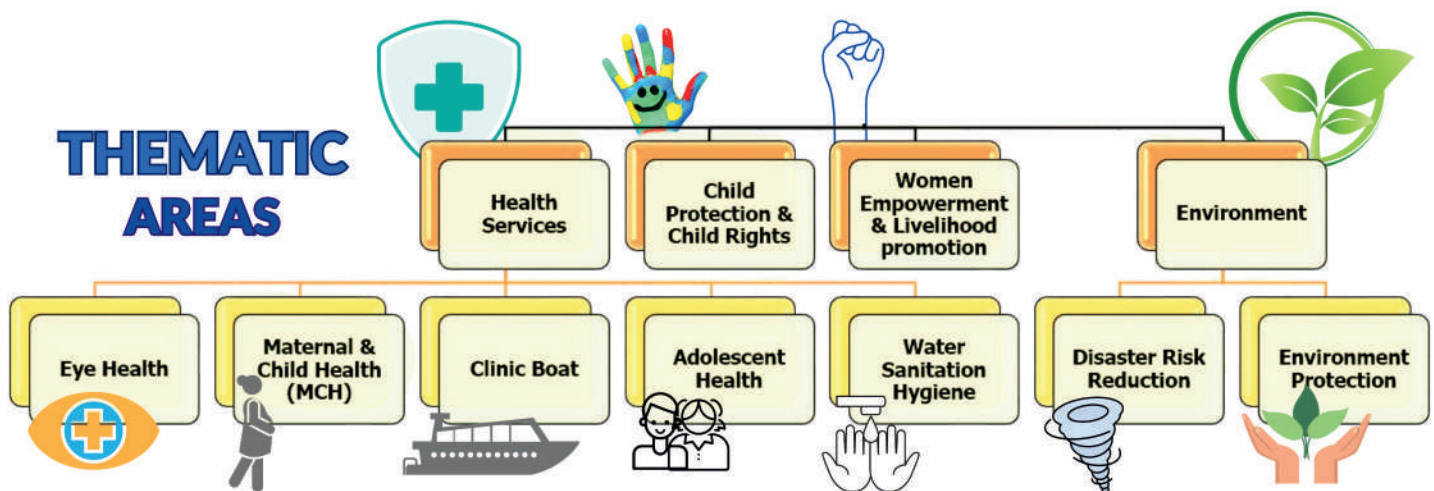 THEMATIC
AREAS
Health
Services
Child
Protection &
Child Rights
Women
Empowerment
& Livelihood
promotion
Environment
Eye Health
Maternal &
Child Health
(MCH)
Clinic Boat
Adolescent
Health
Water
Sanitation
Hygiene
Disaster Risk
Reduction
Environment
Protection